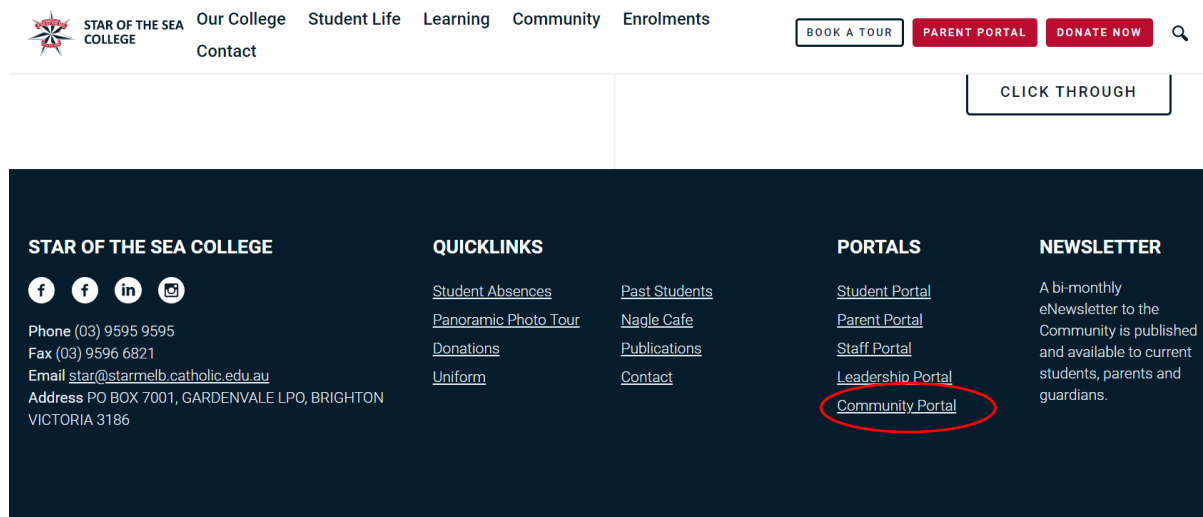 STAR OF THE SEA
COLLEGE
Our College
Student Life
Learning
Community
Enrolments
Contact
BOOK A TOUR
PARENT PORTAL
DONATE NOW
CLICK THROUGH
STAR OF THE SEA COLLEGE
Phone (03) 9595 9595
Fax (03) 9596 6821
Email star@starmelb.catholic.edu.au
Address PO BOX 7001, GARDENVALE LPO, BRIGHTON
VICTORIA 3186
QUICKLINKS
Student Absences
Panoramic Photo Tour
Donations
Uniform
Past Students
Nagle Cafe
Publications
Contact
PORTALS
Student Portal
Parent Portal
Staff Portal
Leadership Portal
Community Portal
NEWSLETTER
A bi-monthly
eNewsletter to the
Community is published
and available to current
students, parents and
guardians.